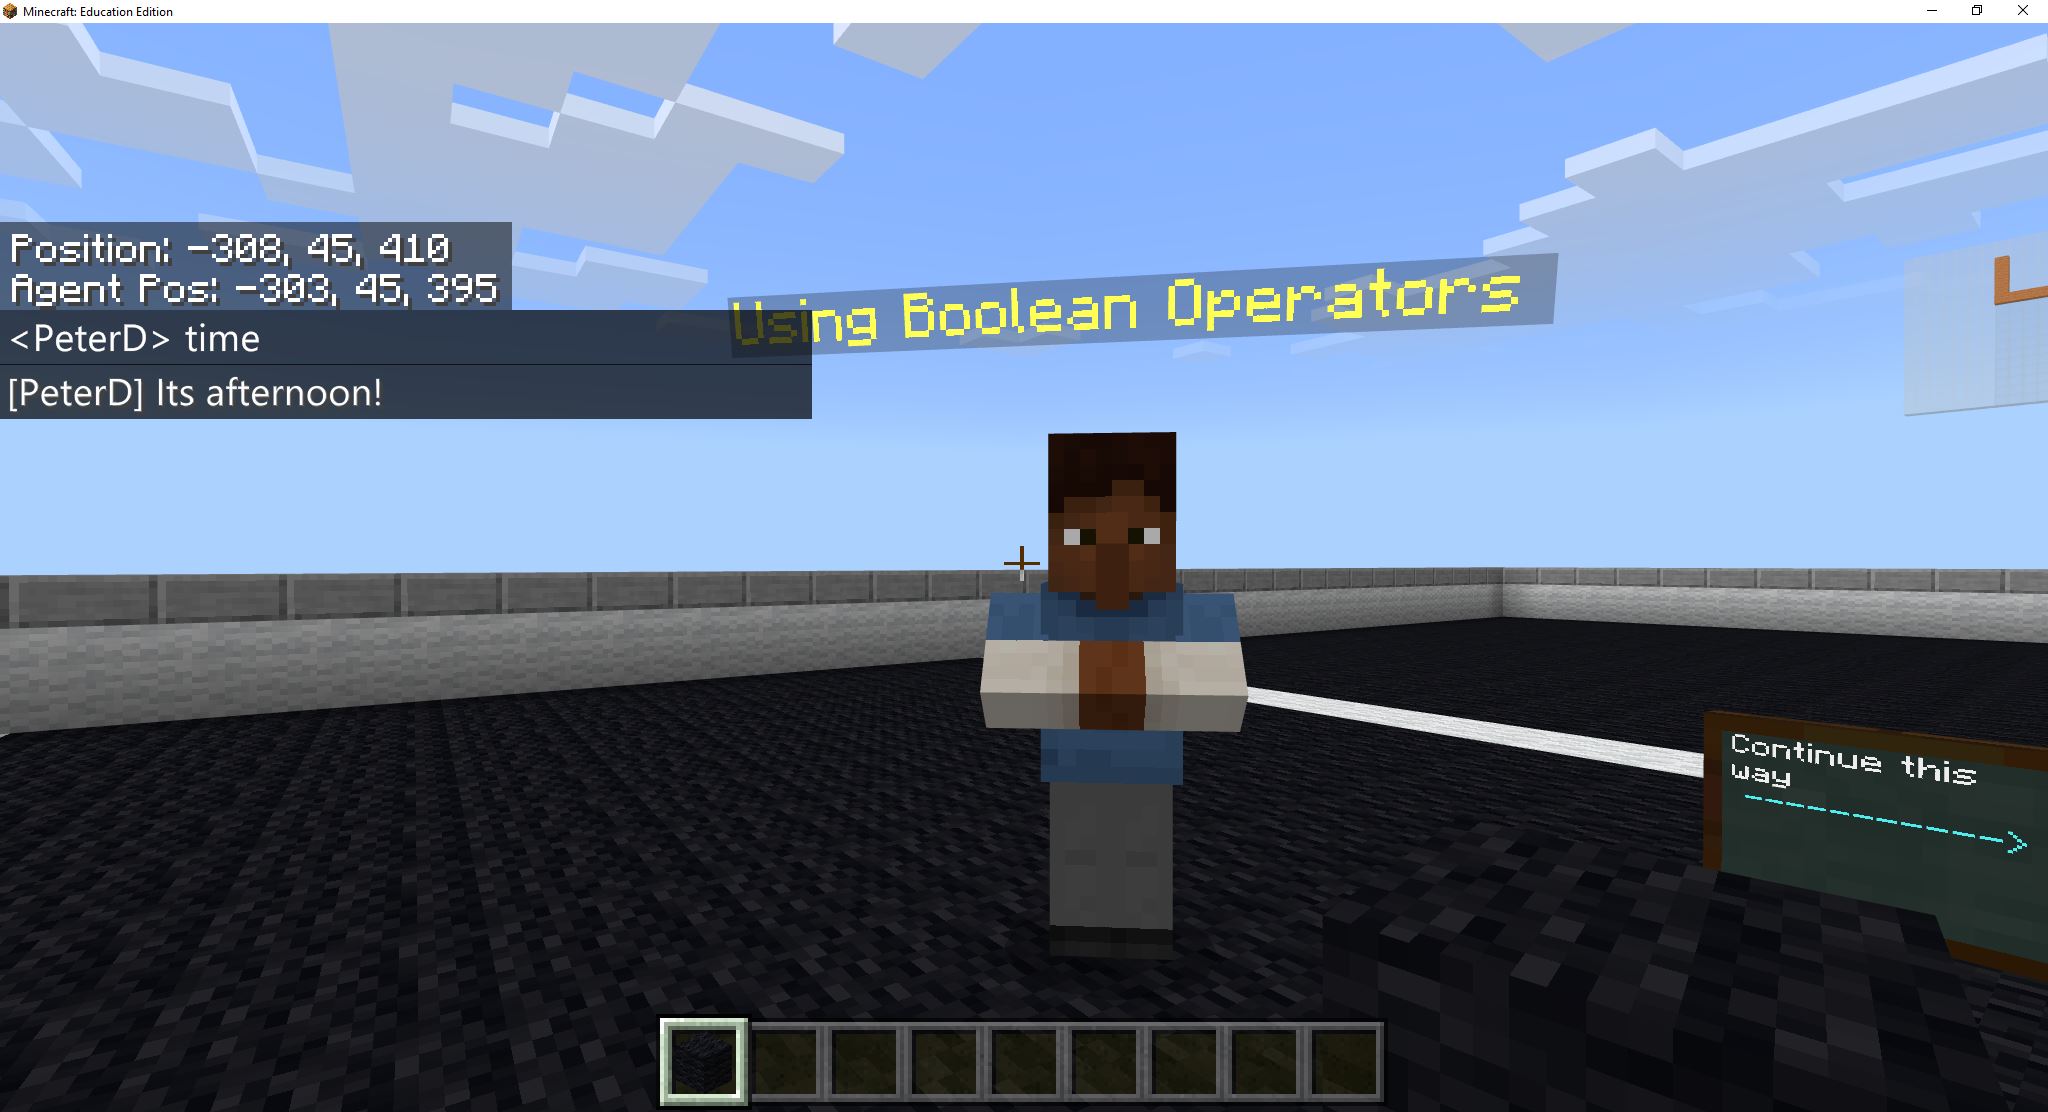 Minecraft: Education Edition
Position: -308, 45, 410
Agent Pos: -303, 45, 395
Using Boolean Operators
<PeterD> time
[PeterD] Its afternoon!
Continue this
way